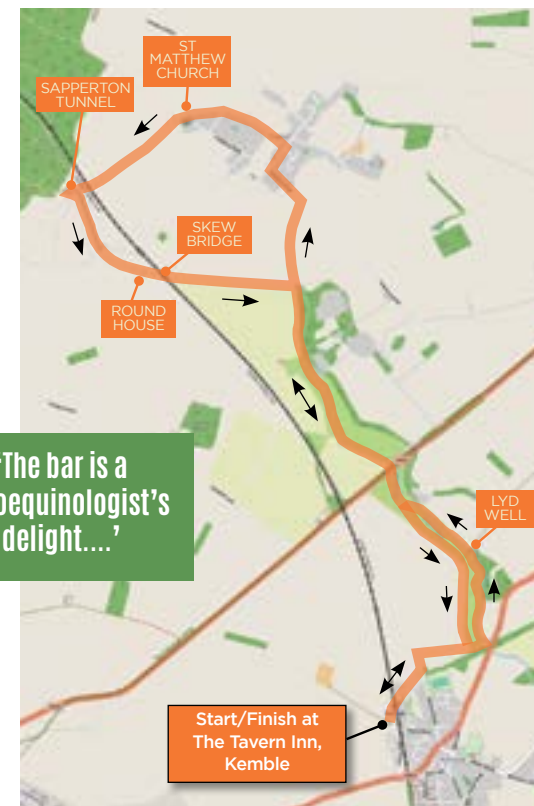 ST
MATTHEW
CHURCH
SAPPERTON
TUNNEL
SKEW
BRIDGE
ROUND
HOUSE
The bar is a
oequinologist's
delight....'
LYD
WELL
Start/Finish at
The Tavern Inn,
Kemble